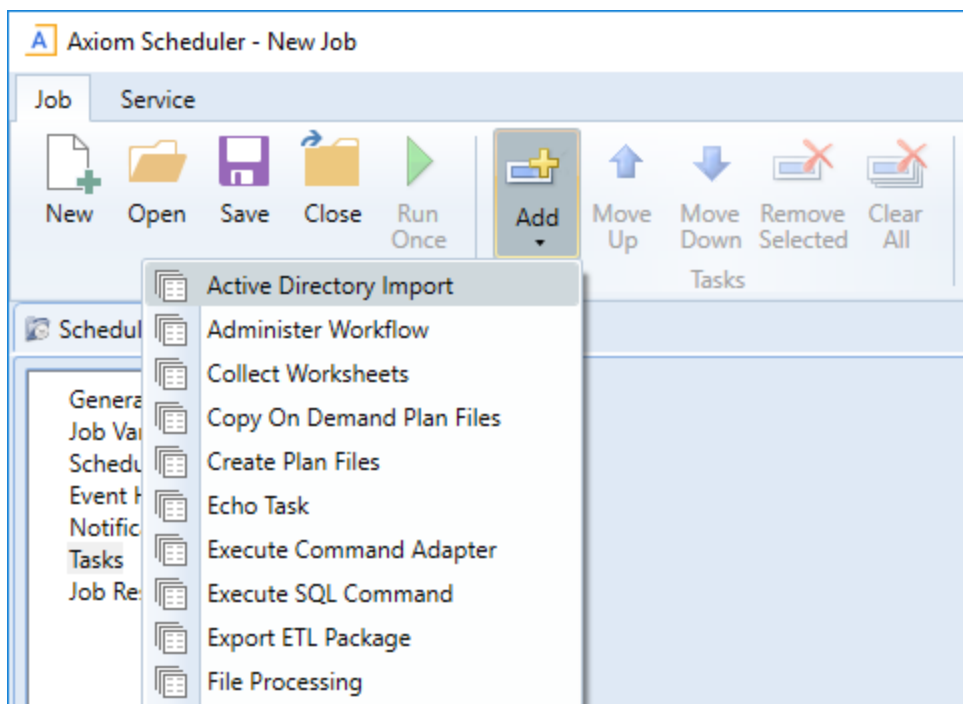 A Axiom Scheduler - New Job
Job Service
New Open Save Close Run Once Add Move Up Move Down Remove Selected Clear All
Tasks
Active Directory Import
Administer Workflow
Collect Worksheets
Copy On Demand Plan Files
Create Plan Files
Echo Task
Execute Command Adapter
Execute SQL Command
Export ETL Package
File Processing
Tasks
Job